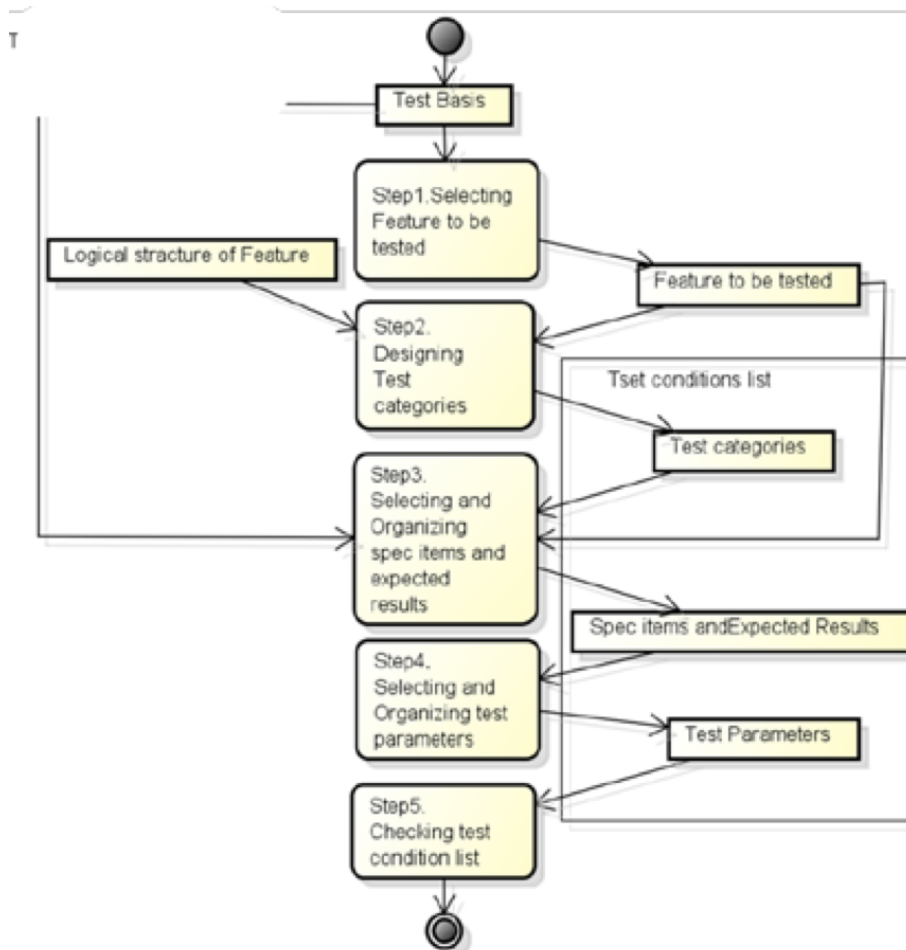 T
Test Basis
Step1.Selecting
Feature to be
tested
Logical stracture of Feature
Feature to be tested
Step2.
Designing
Test
categories
Tset conditions list
Test categories
Step3.
Selecting and
Organizing
spec items and
expected
results
Spec items andExpected Results
Step4.
Selecting and
Organizing test
parameters
Test Parameters
Step5.
Checking test
condition list